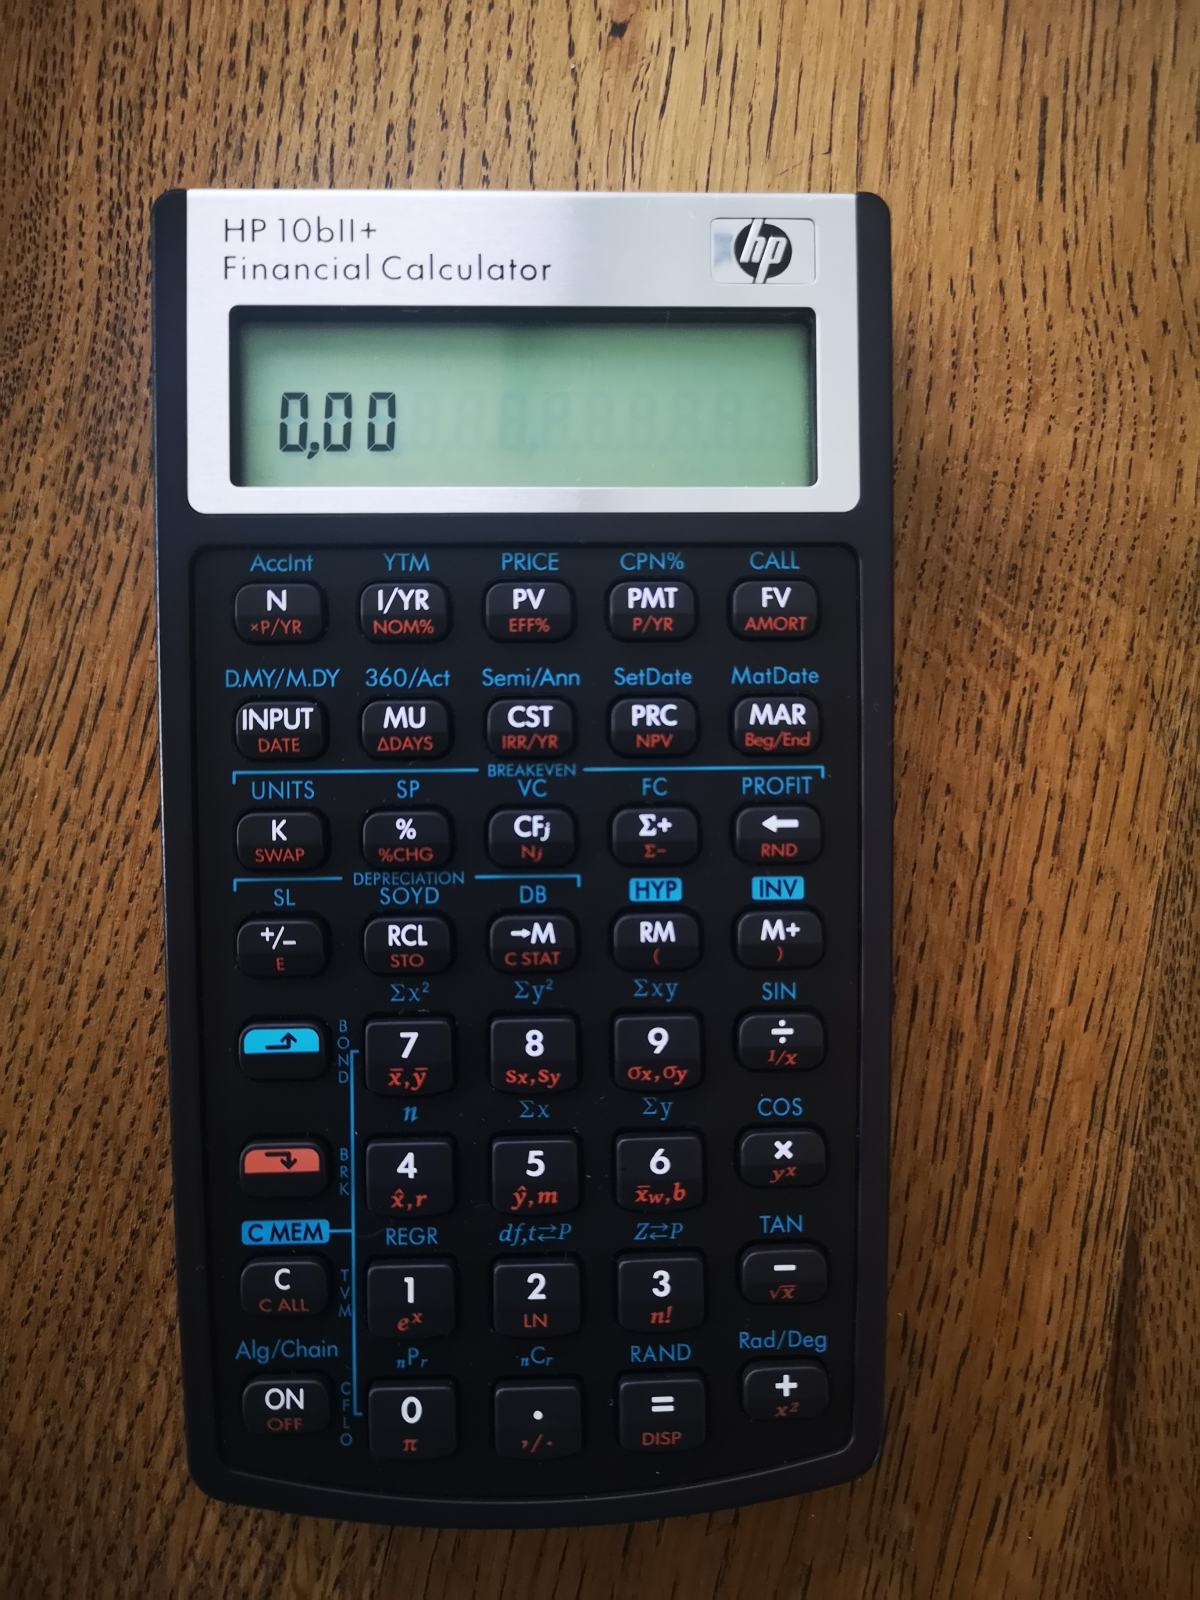 HP 10bII+
Financial Calculator
hp
0,00
AccInt YTM PRICE CPN% CALL
N I/YR PV PMT FV
×P/YR NOM% EFF% P/YR AMORT
D.MY/M.DY 360/Act Semi/Ann SetDate MatDate
INPUT MU CST PRC MAR
DATE ΔDAYS IRR/YR NPV Beg/End
BREAKEVEN
UNITS SP VC FC PROFIT
K % CFj Σ+ ←
SWAP %CHG Nj Σ− RND
DEPRECIATION
SL SOYD DB HYP INV
+/− RCL →M RM M+
E STO C STAT ( )
Σx² Σy² Σxy SIN
7 8 9 ÷
x̄,ȳ Sx,Sy σx,σy 1/x
BOND
n Σx Σy COS
4 5 6 ×
x̂,r ŷ,m x̄w,b yˣ
BRK
C MEM REGR df,t⇄P Z⇄P TAN
C 1 2 3 −
C ALL eˣ LN n! √x
TVM
Alg/Chain nPr nCr RAND Rad/Deg
ON 0 . = +
OFF π ,/. DISP x²
CFLO